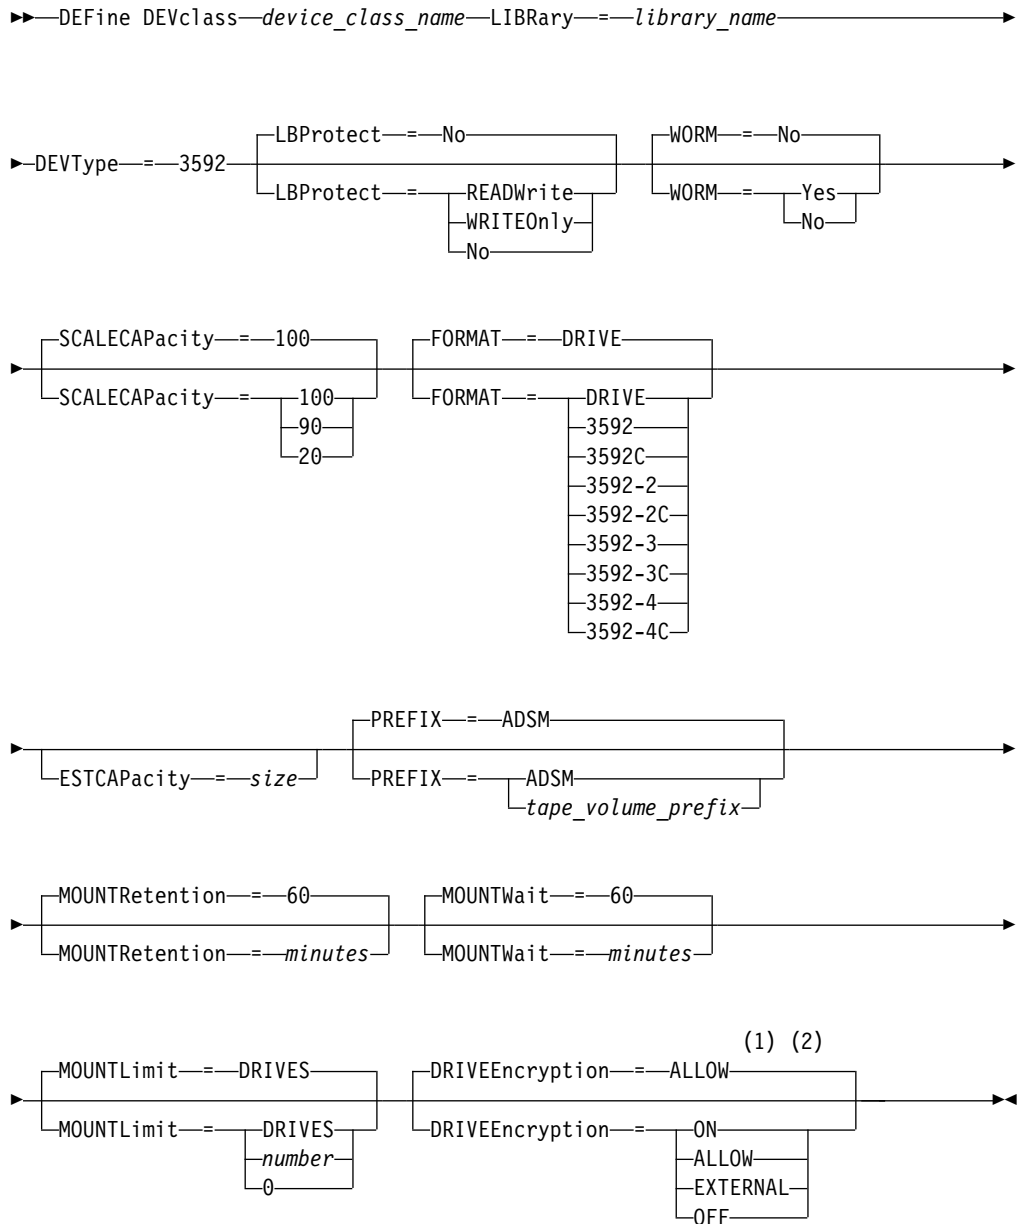 DEFine DEVclass device_class_name LIBRary = library_name
LBProtect = No WORM = No
DEVType = 3592
LBProtect = READWrite WORM = Yes
WRITEOnly No
No
SCALECAPacity = 100 FORMAT = DRIVE
SCALECAPacity = 100 FORMAT = DRIVE
90 3592
20 3592C
3592-2
3592-2C
3592-3
3592-3C
3592-4
3592-4C
PREFIX = ADSM
ESTCAPacity = size PREFIX = ADSM
tape_volume_prefix
MOUNTRetention = 60 MOUNTWait = 60
MOUNTRetention = minutes MOUNTWait = minutes
(1) (2)
MOUNTLimit = DRIVES DRIVEEncryption = ALLOW
MOUNTLimit = DRIVES DRIVEEncryption = ON
number ALLOW
0 EXTERNAL
OFF